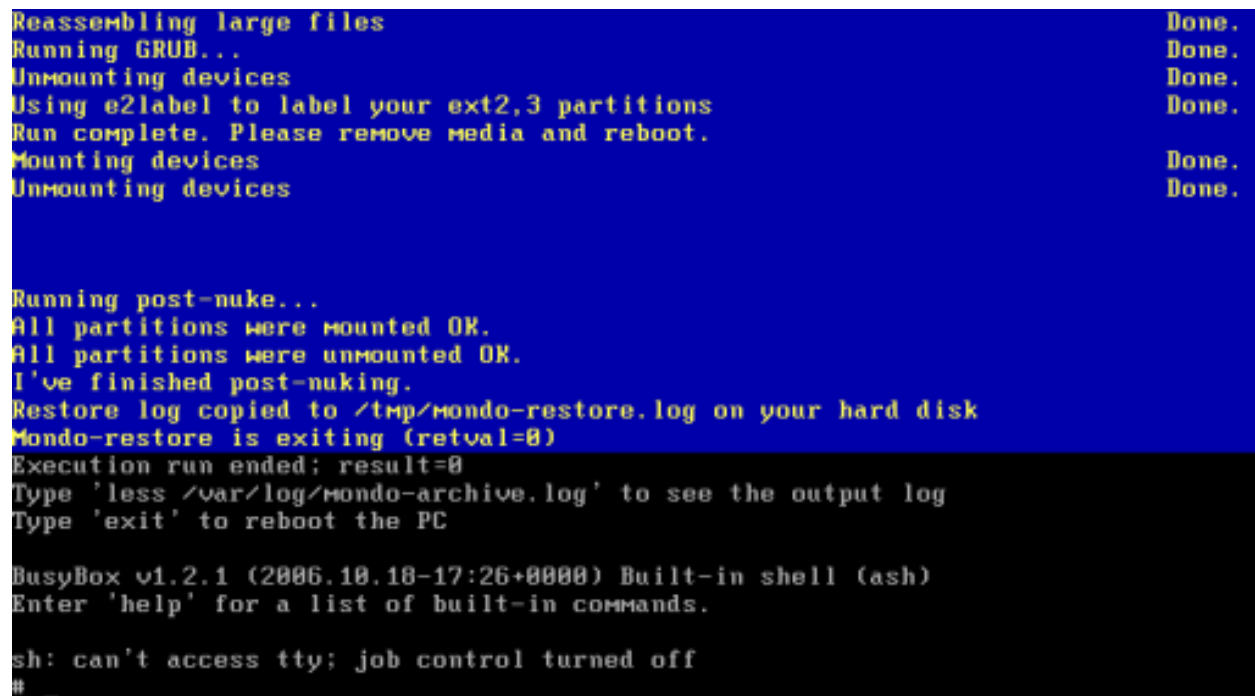 Reassembling large files Done.
Running GRUB... Done.
Unmounting devices Done.
Using e2label to label your ext2,3 partitions Done.
Run complete. Please remove media and reboot.
Mounting devices Done.
Unmounting devices Done.
Running post-nuke...
All partitions were mounted OK.
All partitions were unmounted OK.
I've finished post-nuking.
Restore log copied to /tmp/mondo-restore.log on your hard disk
Mondo-restore is exiting (retval=0)
Execution run ended; result=0
Type 'less /var/log/mondo-archive.log' to see the output log
Type 'exit' to reboot the PC
BusyBox v1.2.1 (2006.10.18-17:26+0000) Built-in shell (ash)
Enter 'help' for a list of built-in commands.
sh: can't access tty; job control turned off
#